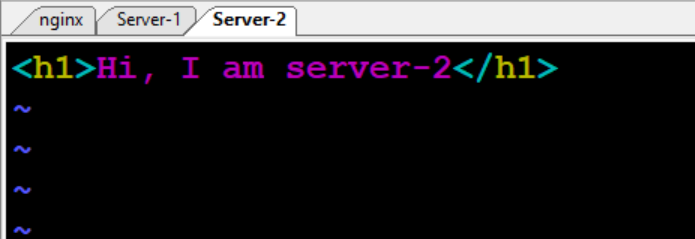 nginx Server-1 Server-2
<h1>Hi, I am server-2</h1>
~
~
~
~